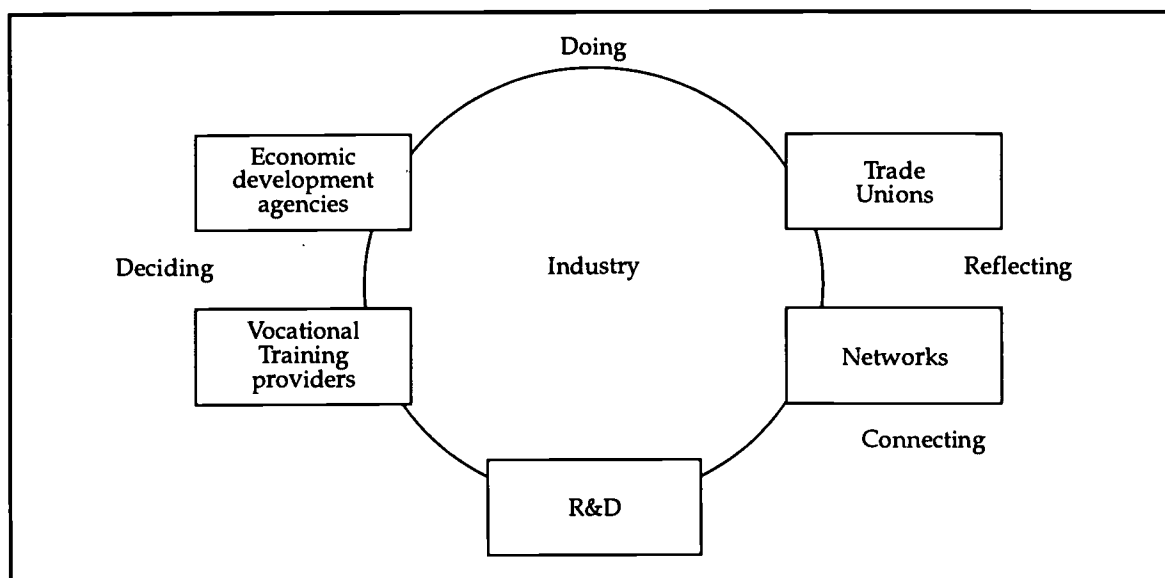 Doing
Economic
development
agencies
Trade
Unions
Deciding
Industry
Reflecting
Vocational
Training
providers
Networks
Connecting
R&D